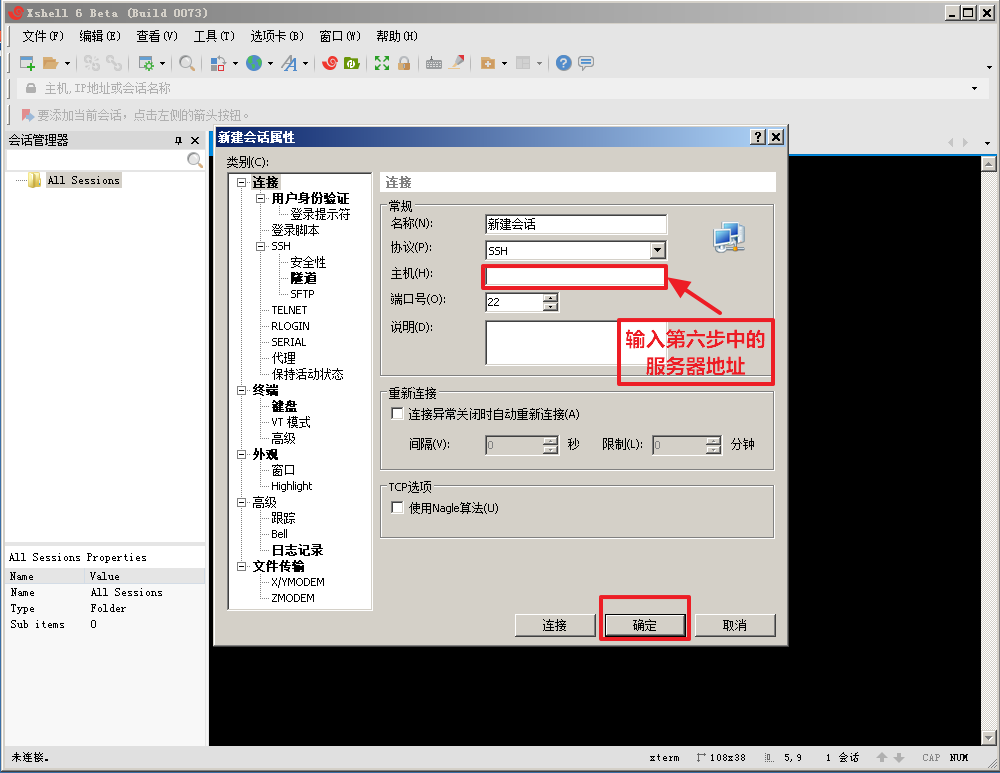 Xshell 6 Beta (Build 0073)
文件(F) 编辑(E) 查看(V) 工具(T) 选项卡(B) 窗口(W) 帮助(H)
主机,IP地址或会话名称
要添加当前会话，点击左侧的箭头按钮。
会话管理器
All Sessions
All Sessions Properties
Name Value
Name All Sessions
Type Folder
Sub items 0
新建会话属性
类别(C):
连接
用户身份验证
登录提示符
登录脚本
SSH
安全性
隧道
SFTP
TELNET
RLOGIN
SERIAL
代理
保持活动状态
终端
键盘
VT 模式
高级
外观
窗口
Highlight
高级
跟踪
Bell
日志记录
文件传输
X/YMODEM
ZMODEM
连接
常规
名称(N): 新建会话
协议(P): SSH
主机(H):
端口号(O): 22
说明(D):
输入第六步中的
服务器地址
重新连接
连接异常关闭时自动重新连接(A)
间隔(V): 0 秒 限制(L): 0 分钟
TCP选项
使用Nagle算法(U)
连接 确定 取消
未连接。 xterm 108x38 5,9 1 会话 CAP NUM